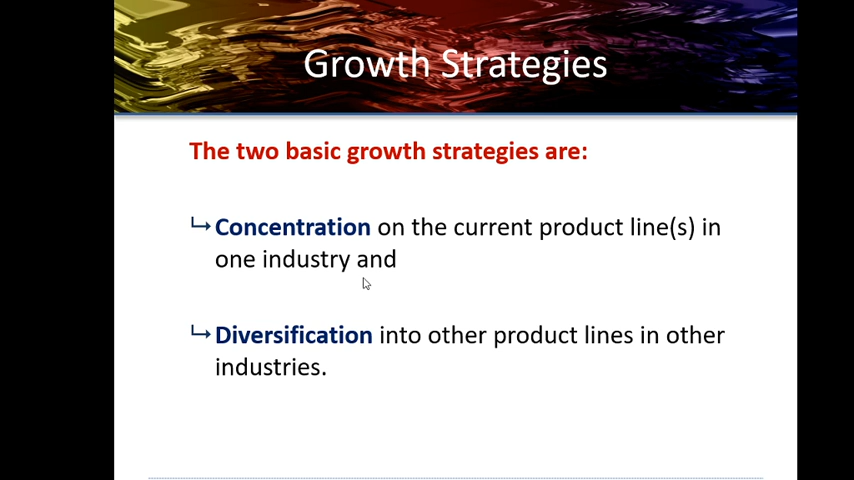 Growth Strategies
The two basic growth strategies are:
Concentration on the current product line(s) in
one industry and
Diversification into other product lines in other
industries.